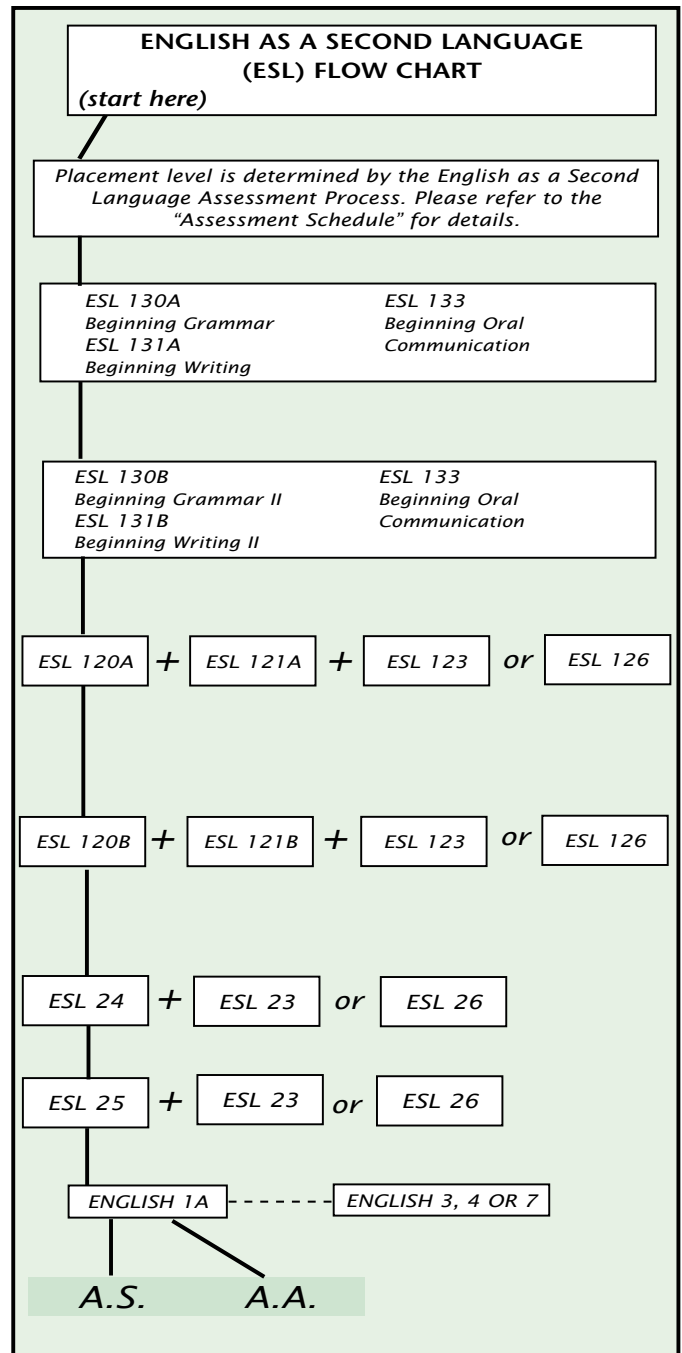 ENGLISH AS A SECOND LANGUAGE
(ESL) FLOW CHART
(start here)
Placement level is determined by the English as a Second
Language Assessment Process. Please refer to the
“Assessment Schedule” for details.
ESL 130A
Beginning Grammar
ESL 131A
Beginning Writing
ESL 133
Beginning Oral
Communication
ESL 130B
Beginning Grammar II
ESL 131B
Beginning Writing II
ESL 133
Beginning Oral
Communication
ESL 120A + ESL 121A + ESL 123 or ESL 126
ESL 120B + ESL 121B + ESL 123 or ESL 126
ESL 24 + ESL 23 or ESL 26
ESL 25 + ESL 23 or ESL 26
ENGLISH 1A ENGLISH 3, 4 OR 7
A.S. A.A.